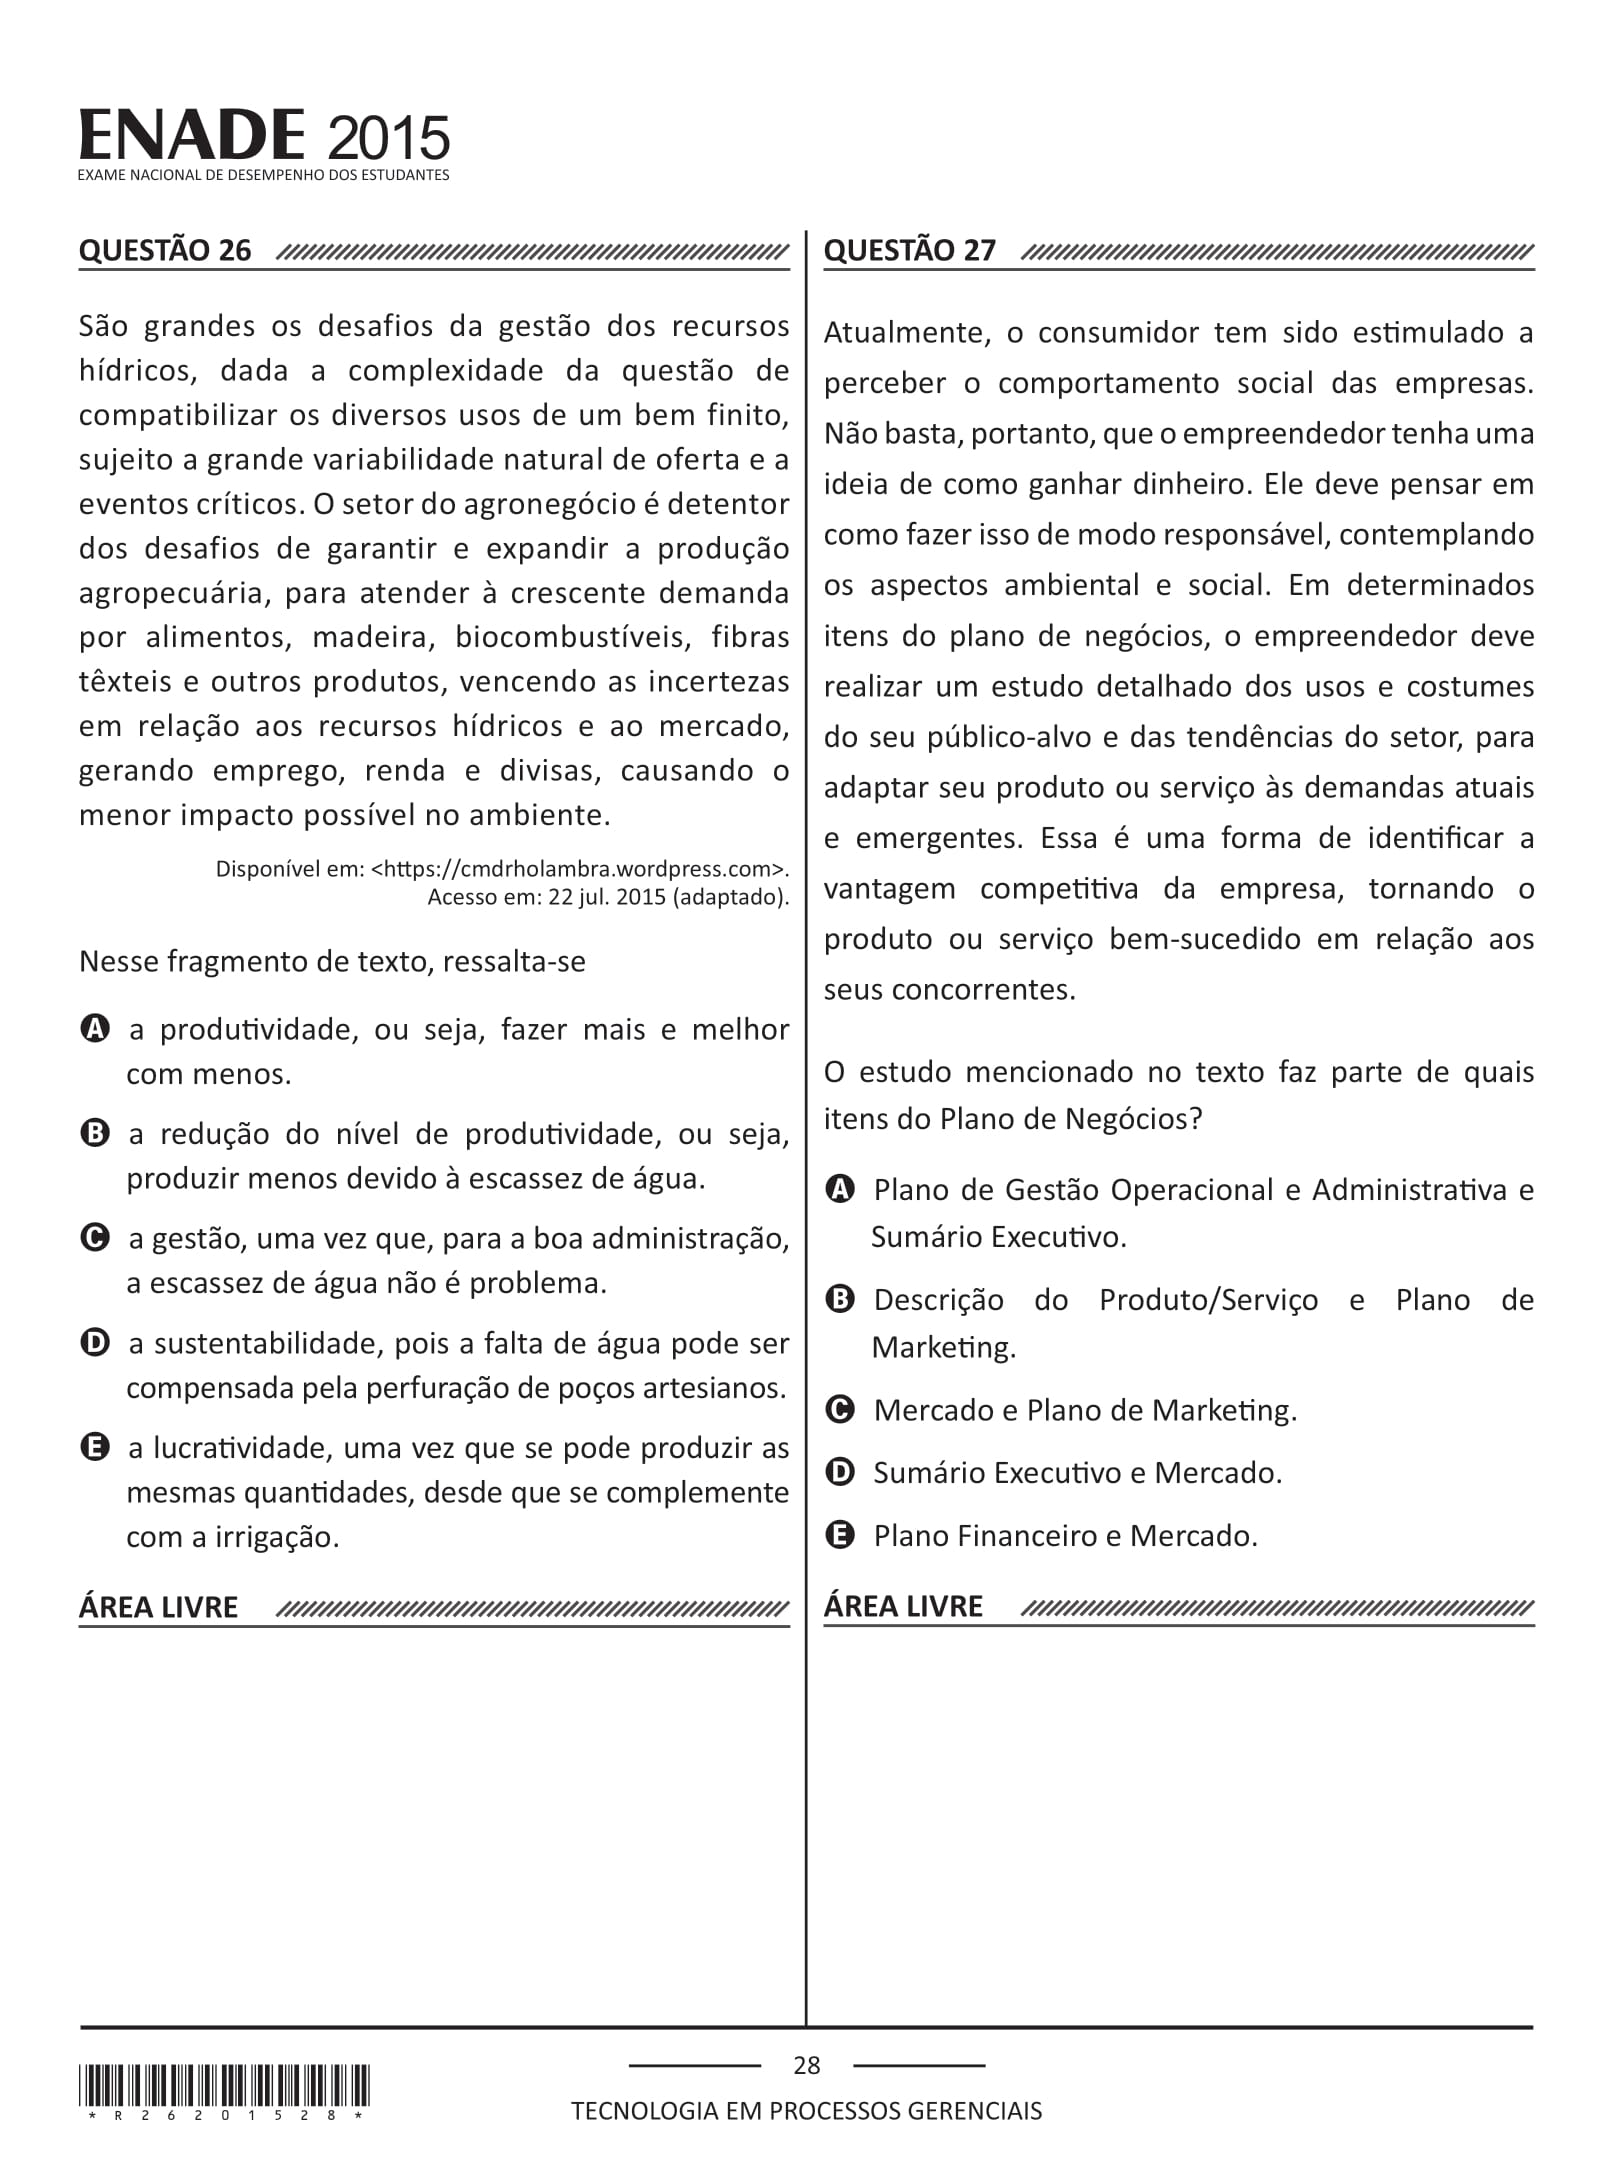 ENADE 2015
EXAME NACIONAL DE DESEMPENHO DOS ESTUDANTES
QUESTÃO 26
São grandes os desafios da gestão dos recursos
hídricos, dada a complexidade da questão de
compatibilizar os diversos usos de um bem finito,
sujeito a grande variabilidade natural de oferta e a
eventos críticos. O setor do agronegócio é detentor
dos desafios de garantir e expandir a produção
agropecuária, para atender à crescente demanda
por alimentos, madeira, biocombustíveis, fibras
têxteis e outros produtos, vencendo as incertezas
em relação aos recursos hídricos e ao mercado,
gerando emprego, renda e divisas, causando o
menor impacto possível no ambiente.
Disponível em: <https://cmdrholambra.wordpress.com>.
Acesso em: 22 jul. 2015 (adaptado).
Nesse fragmento de texto, ressalta-se
A a produtividade, ou seja, fazer mais e melhor
com menos.
B a redução do nível de produtividade, ou seja,
produzir menos devido à escassez de água.
C a gestão, uma vez que, para a boa administração,
a escassez de água não é problema.
D a sustentabilidade, pois a falta de água pode ser
compensada pela perfuração de poços artesianos.
E a lucratividade, uma vez que se pode produzir as
mesmas quantidades, desde que se complemente
com a irrigação.
ÁREA LIVRE
QUESTÃO 27
Atualmente, o consumidor tem sido estimulado a
perceber o comportamento social das empresas.
Não basta, portanto, que o empreendedor tenha uma
ideia de como ganhar dinheiro. Ele deve pensar em
como fazer isso de modo responsável, contemplando
os aspectos ambiental e social. Em determinados
itens do plano de negócios, o empreendedor deve
realizar um estudo detalhado dos usos e costumes
do seu público-alvo e das tendências do setor, para
adaptar seu produto ou serviço às demandas atuais
e emergentes. Essa é uma forma de identificar a
vantagem competitiva da empresa, tornando o
produto ou serviço bem-sucedido em relação aos
seus concorrentes.
O estudo mencionado no texto faz parte de quais
itens do Plano de Negócios?
A Plano de Gestão Operacional e Administrativa e
Sumário Executivo.
B Descrição do Produto/Serviço e Plano de
Marketing.
C Mercado e Plano de Marketing.
D Sumário Executivo e Mercado.
E Plano Financeiro e Mercado.
ÁREA LIVRE
*R26201528*
28
TECNOLOGIA EM PROCESSOS GERENCIAIS